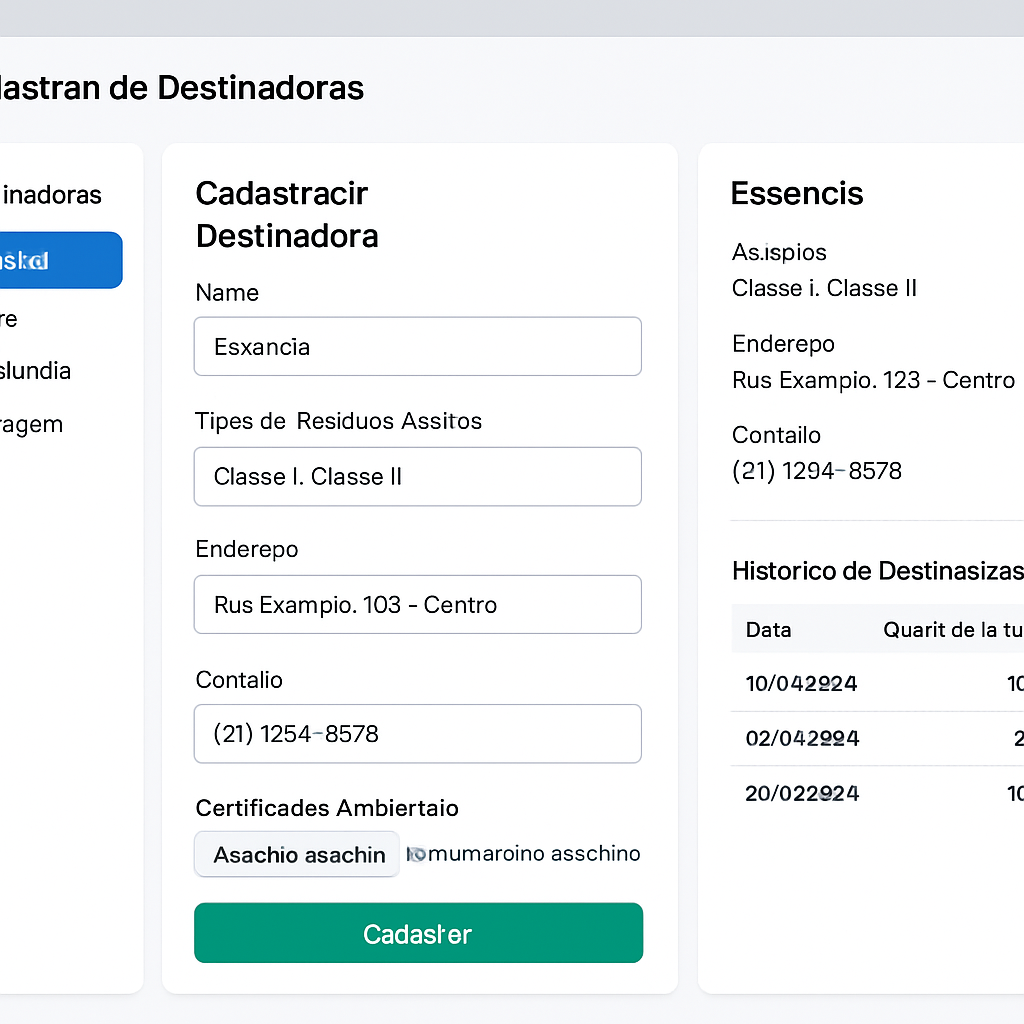 lastran de Destinadoras
inadoras
re
slundia
ragem
Cadastracir
Destinadora
Name
Esxancia
Tipes de Residuos Assitos
Classe I. Classe II
Enderepo
Rus Exampio. 103 - Centro
Contalio
(21) 1254-8578
Certificades Ambiertaio
Asachio asachin
asschino
Cadaster
Essencis
As.ispios
Classe i. Classe II
Enderepo
Rus Exampio. 123 - Centro
Contailo
(21) 1294-8578
Historico de Destinasizas
Data Quarit de la tu
10/042924 10
02/042994 2
20/022924 10